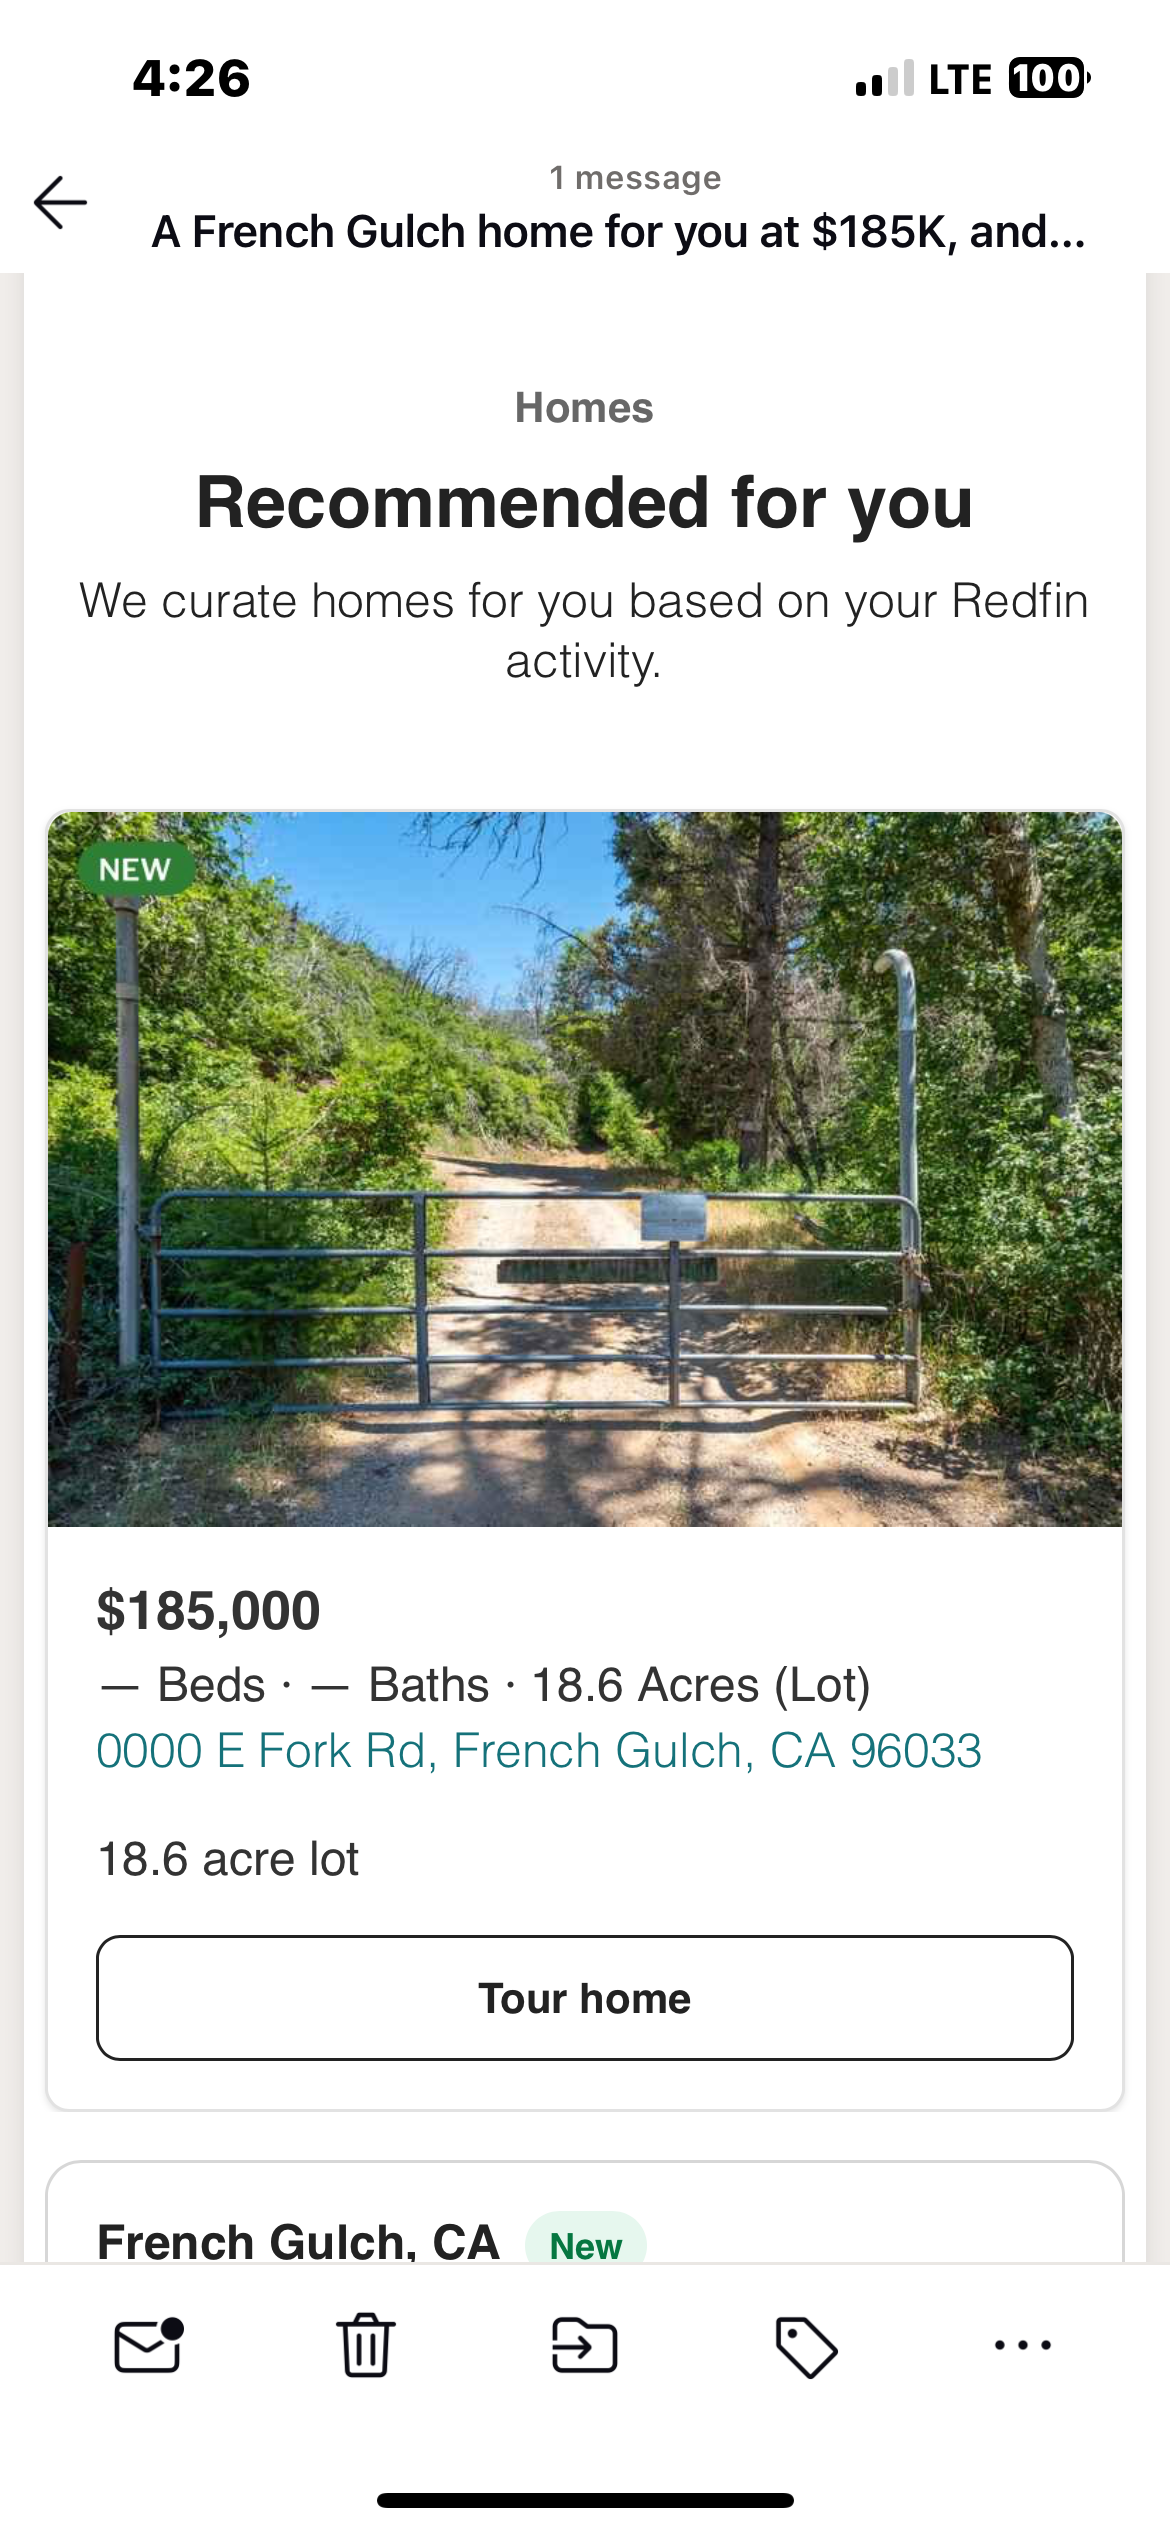 4:26
LTE 100
1 message
A French Gulch home for you at $185K, and...
Homes
Recommended for you
We curate homes for you based on your Redfin
activity.
NEW
$185,000
— Beds · — Baths · 18.6 Acres (Lot)
0000 E Fork Rd, French Gulch, CA 96033
18.6 acre lot
Tour home
French Gulch, CA New